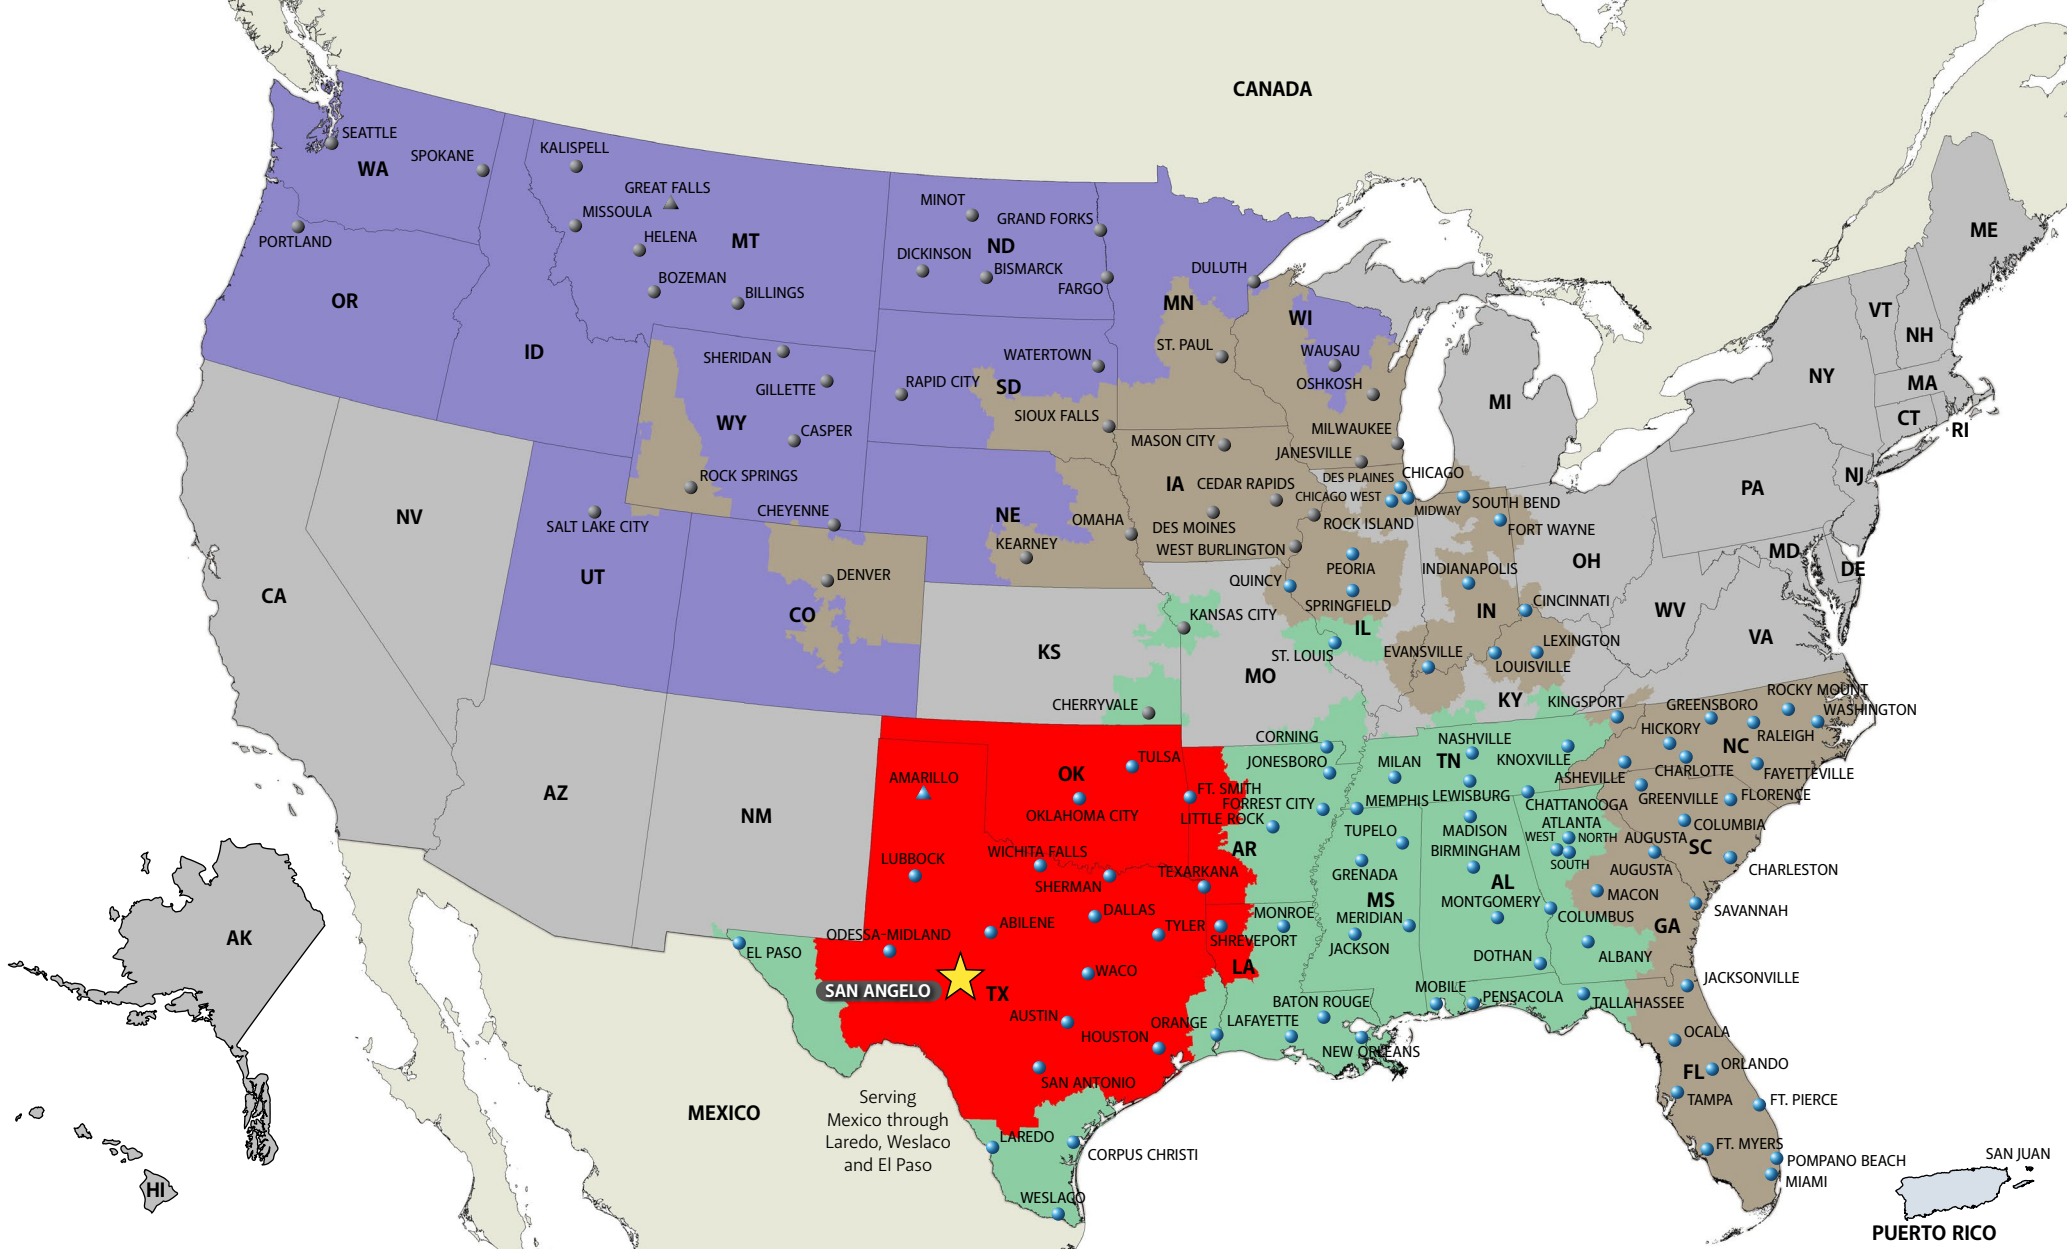 CANADA
SEATTLE
SPOKANE
WA
PORTLAND
OR
ID
KALISPELL
GREAT FALLS
MISSOULA
HELENA
MT
BOZEMAN
BILLINGS
MINOT
GRAND FORKS
ND
DICKINSON
BISMARCK
FARGO
DULUTH
MN
WI
ST. PAUL
WAUSAU
OSHKOSH
SHERIDAN
GILLETTE
WY
CASPER
ROCK SPRINGS
CHEYENNE
WATERTOWN
RAPID CITY
SD
SIOUX FALLS
MASON CITY
MILWAUKEE
JANESVILLE
IA
CEDAR RAPIDS
DES PLAINES
CHICAGO
CHICAGO WEST
MIDWAY
SOUTH BEND
ROCK ISLAND
FORT WAYNE
DES MOINES
WEST BURLINGTON
NE
OMAHA
KEARNEY
MI
ME
VT
NH
NY
MA
CT
RI
PA
NJ
MD
DE
OH
WV
VA
CA
NV
SALT LAKE CITY
UT
DENVER
CO
KS
KANSAS CITY
CHERRYVALE
MO
QUINCY
PEORIA
SPRINGFIELD
IL
ST. LOUIS
INDIANAPOLIS
IN
CINCINNATI
EVANSVILLE
LEXINGTON
LOUISVILLE
KY
KINGSPORT
GREENSBORO
ROCKY MOUNT
WASHINGTON
HICKORY
RALEIGH
NC
CHARLOTTE
FAYETTEVILLE
ASHEVILLE
GREENVILLE
FLORENCE
COLUMBIA
SC
CHARLESTON
AZ
NM
AMARILLO
LUBBOCK
OK
TULSA
OKLAHOMA CITY
WICHITA FALLS
SHERMAN
TEXARKANA
CORNING
JONESBORO
FT. SMITH
FORREST CITY
LITTLE ROCK
AR
MILAN
TN
NASHVILLE
KNOXVILLE
MEMPHIS
LEWISBURG
CHATTANOOGA
TUPELO
MADISON
BIRMINGHAM
ATLANTA
WEST
NORTH
SOUTH
AUGUSTA
AUGUSTA
MACON
SAVANNAH
GRENADA
MS
AL
MONTGOMERY
COLUMBUS
GA
MERIDIAN
JACKSON
DOTHAN
ALBANY
MONROE
SHREVEPORT
LA
DALLAS
TYLER
ABILENE
ODESSA-MIDLAND
EL PASO
SAN ANGELO
TX
WACO
AUSTIN
HOUSTON
ORANGE
LAFAYETTE
BATON ROUGE
NEW ORLEANS
MOBILE
PENSACOLA
TALLAHASSEE
JACKSONVILLE
OCALA
ORLANDO
FL
TAMPA
FT. PIERCE
FT. MYERS
POMPANO BEACH
MIAMI
SAN ANTONIO
LAREDO
CORPUS CHRISTI
WESLACO
MEXICO
Serving
Mexico through
Laredo, Weslaco
and El Paso
AK
HI
SAN JUAN
PUERTO RICO